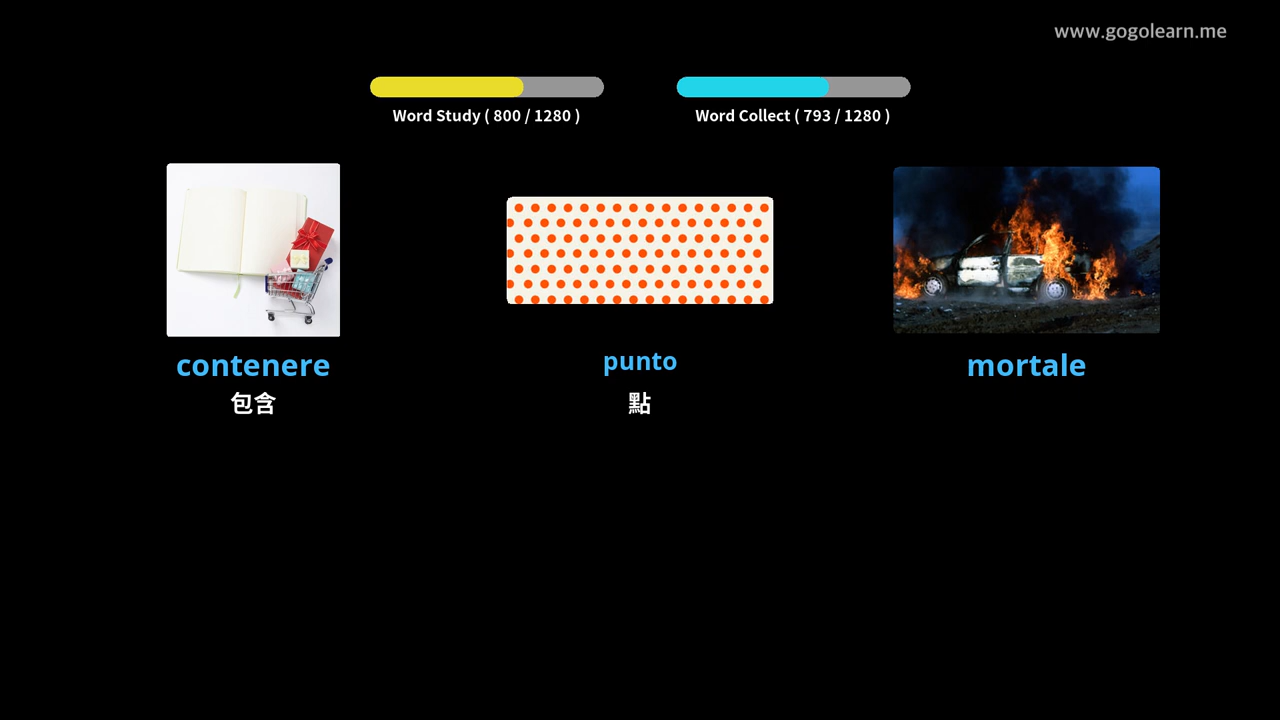 www.gogolearn.me
Word Study ( 800 / 1280 )
Word Collect ( 793 / 1280 )
contenere
包含
punto
點
mortale